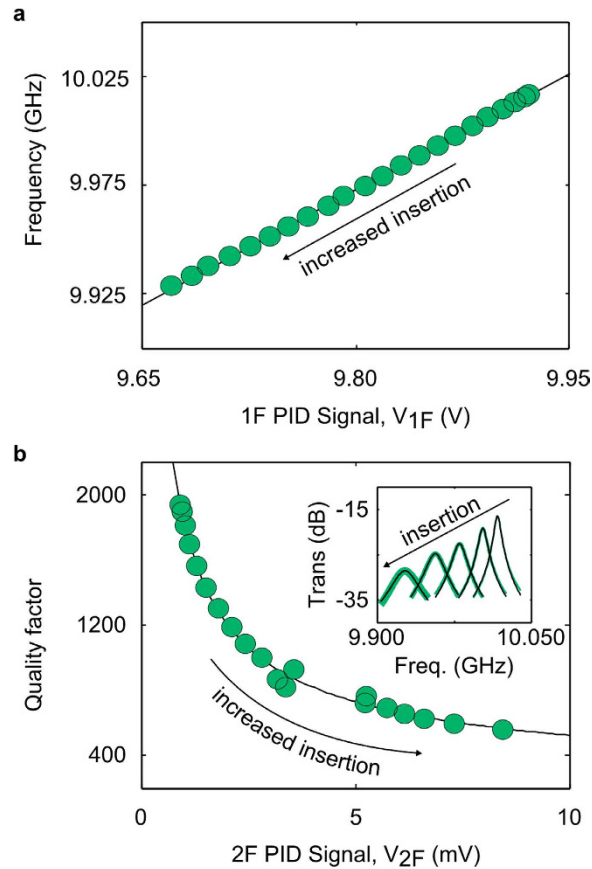 a
10.025
9.975
9.925
Frequency (GHz)
increased insertion
9.65
9.80
9.95
1F PID Signal, V1F (V)
b
2000
1200
400
Quality factor
increased insertion
-15
-35
Trans (dB)
insertion
9.900
10.050
Freq. (GHz)
0
5
10
2F PID Signal, V2F (mV)